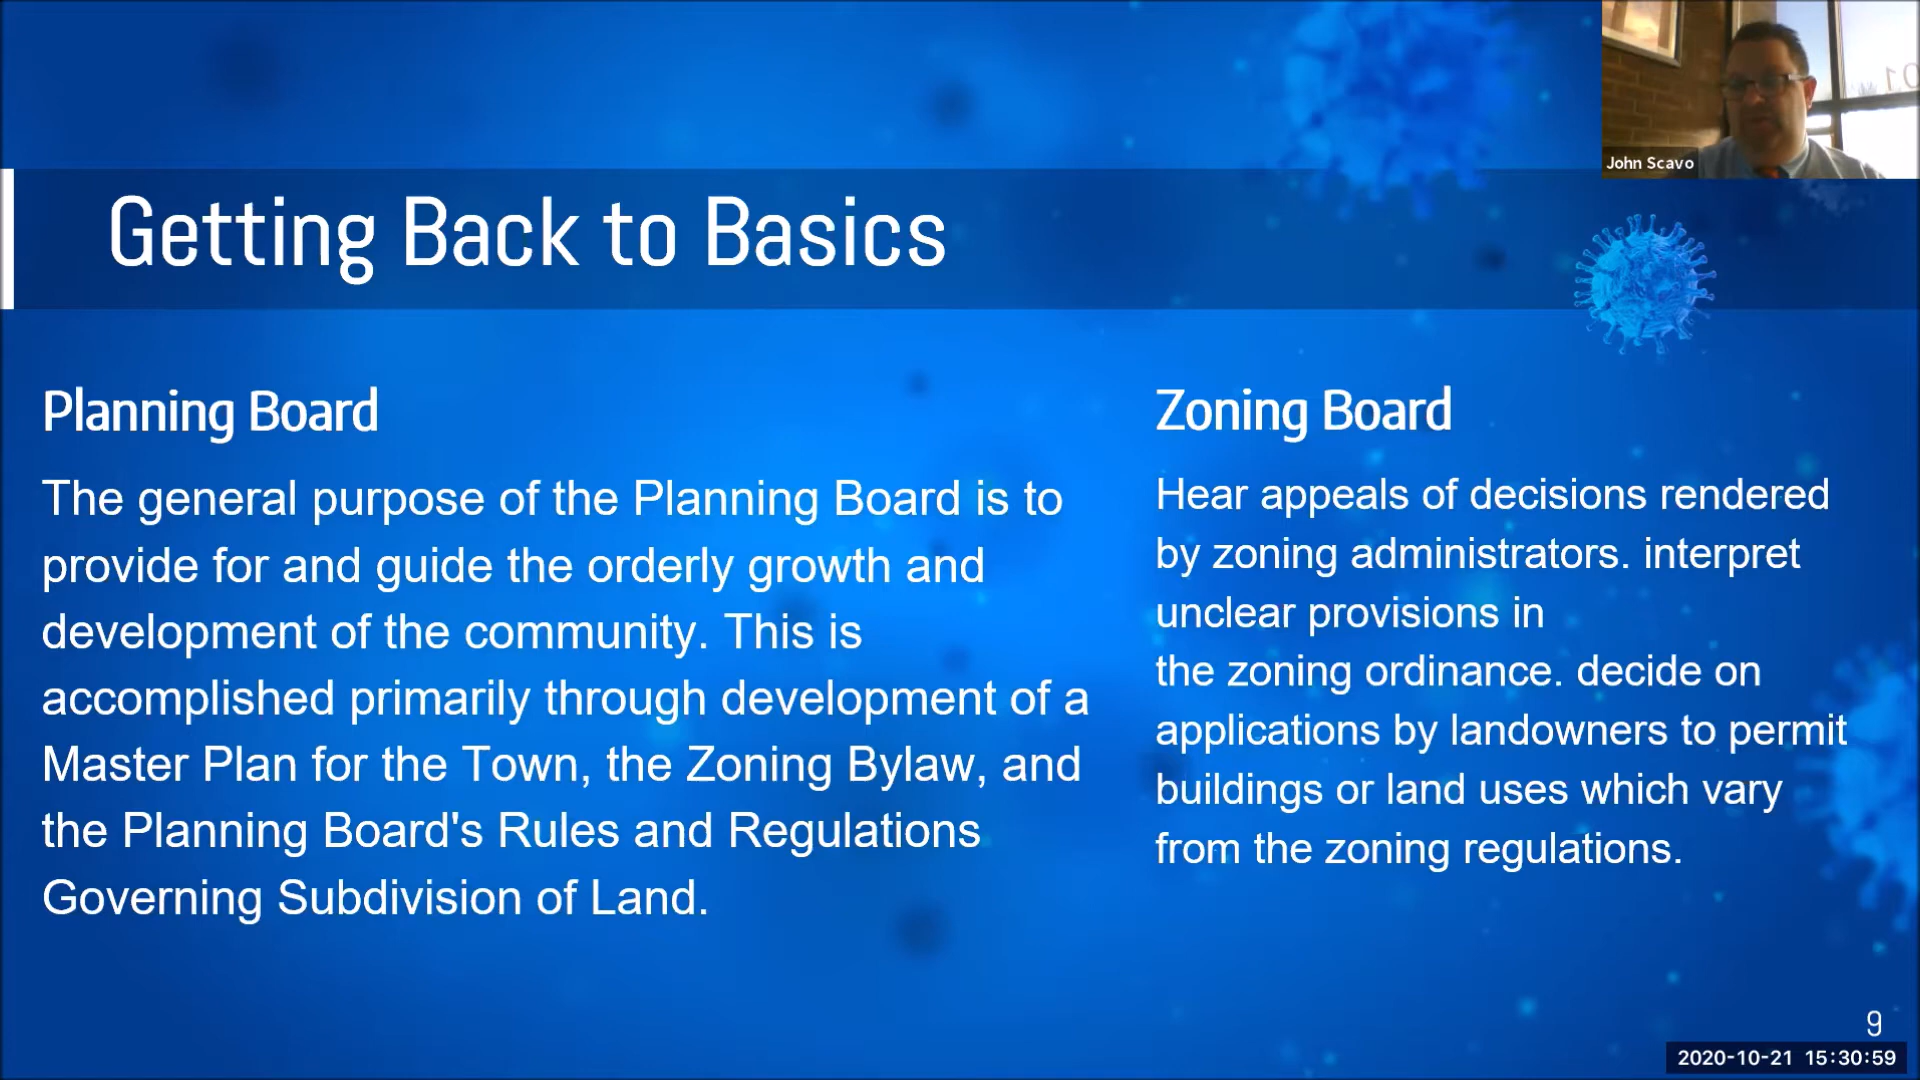 John Scavo
Getting Back to Basics
Planning Board
The general purpose of the Planning Board is to
provide for and guide the orderly growth and
development of the community. This is
accomplished primarily through development of a
Master Plan for the Town, the Zoning Bylaw, and
the Planning Board's Rules and Regulations
Governing Subdivision of Land.
Zoning Board
Hear appeals of decisions rendered
by zoning administrators. interpret
unclear provisions in
the zoning ordinance. decide on
applications by landowners to permit
buildings or land uses which vary
from the zoning regulations.
9
2020-10-21 15:30:59